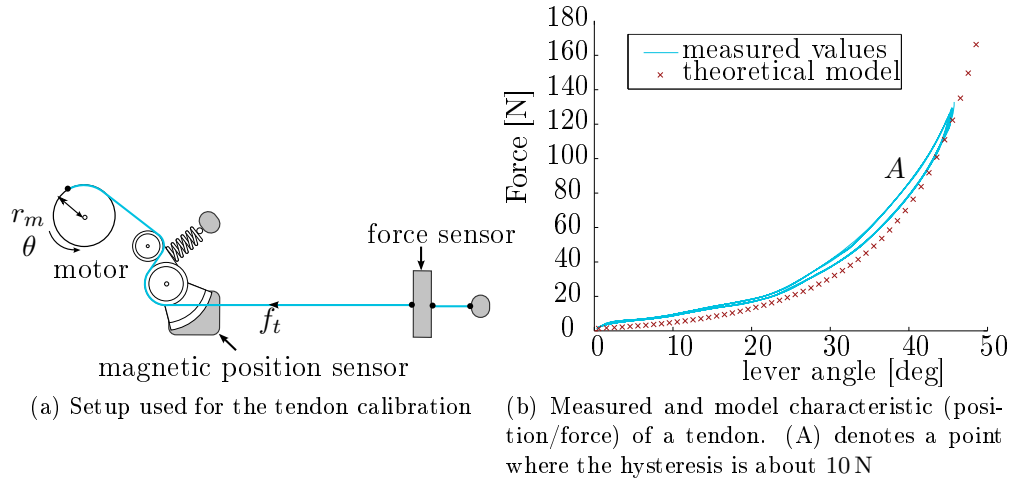 r_m
θ
motor
force sensor
f_t
magnetic position sensor
(a) Setup used for the tendon calibration
180
160
140
120
100
80
60
40
20
0
Force [N]
measured values
theoretical model
A
0 10 20 30 40 50
lever angle [deg]
(b) Measured and model characteristic (posi-
tion/force) of a tendon. (A) denotes a point
where the hysteresis is about 10 N